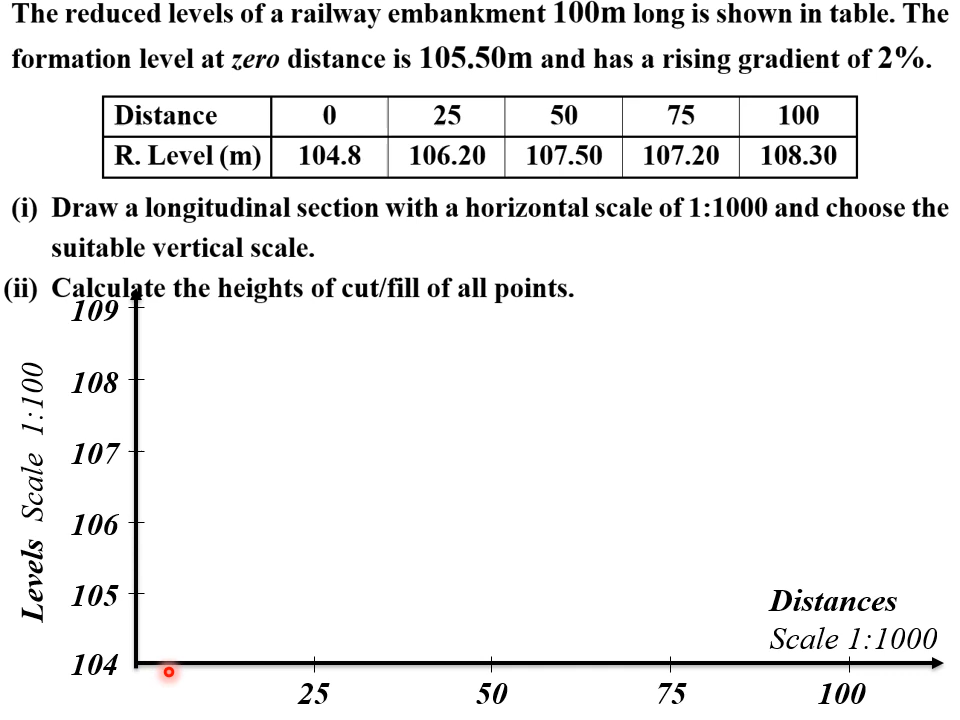 The reduced levels of a railway embankment 100m long is shown in table. The
formation level at zero distance is 105.50m and has a rising gradient of 2%.
Distance 0 25 50 75 100
R. Level (m) 104.8 106.20 107.50 107.20 108.30
(i) Draw a longitudinal section with a horizontal scale of 1:1000 and choose the
suitable vertical scale.
(ii) Calculate the heights of cut/fill of all points.
109
108
107
106
105
104
Levels Scale 1:100
Distances
Scale 1:1000
25 50 75 100